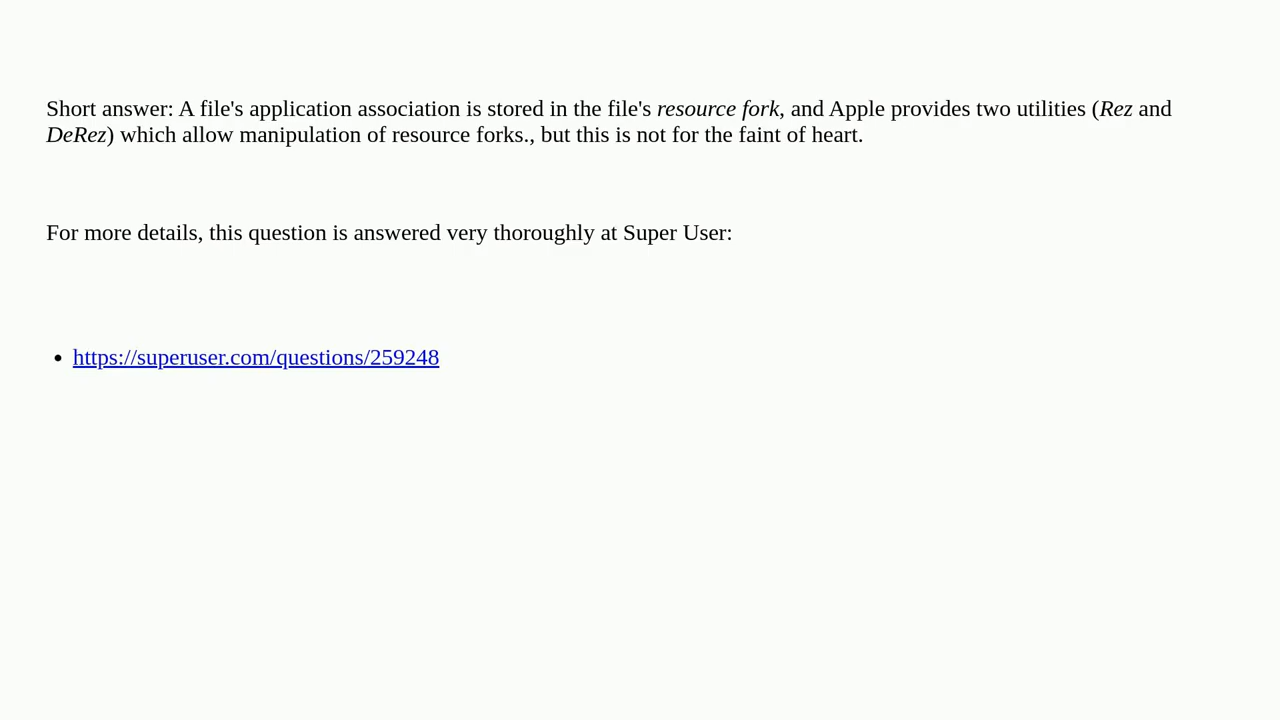 Short answer: A file's application association is stored in the file's resource fork, and Apple provides two utilities (Rez and
DeRez) which allow manipulation of resource forks., but this is not for the faint of heart.
For more details, this question is answered very thoroughly at Super User:
• https://superuser.com/questions/259248